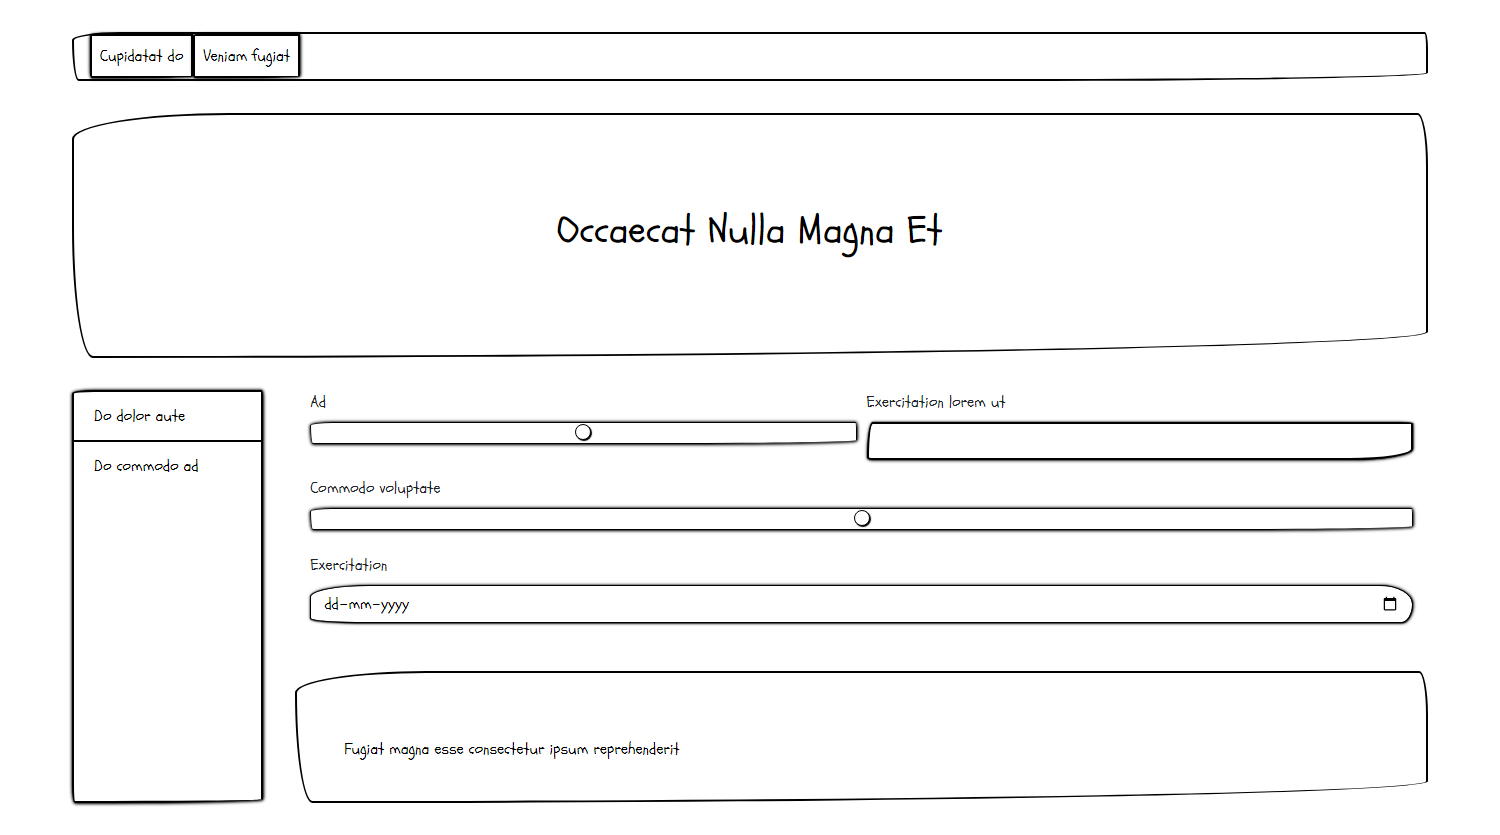 Cupidatat do Veniam fugiat
Occaecat Nulla Magna Et
Do dolor aute
Do commodo ad
Ad
Exercitation lorem ut
Commodo voluptate
Exercitation
dd-mm-yyyy
Fugiat magna esse consectetur ipsum reprehenderit